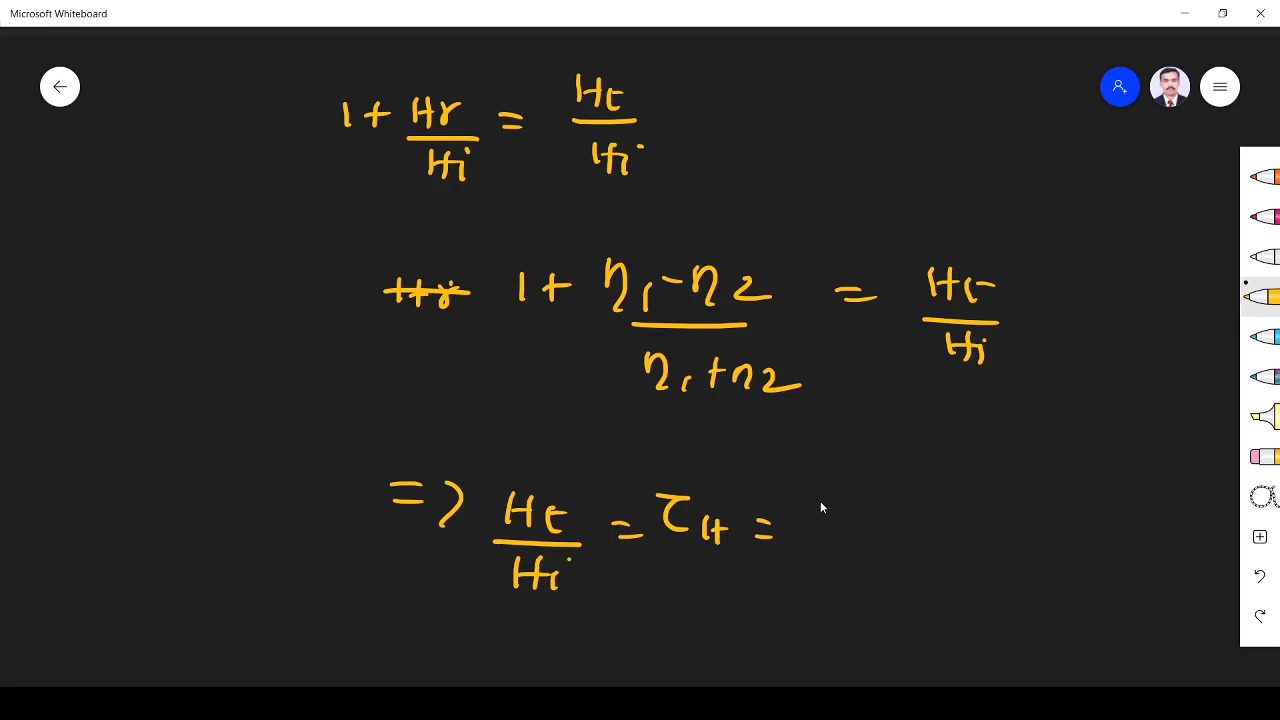 Microsoft Whiteboard
1 + Hr/Hi = Ht/Hi
1 + η1 - η2 / η1 + η2 = Ht/Hi
=> Ht/Hi = τH =